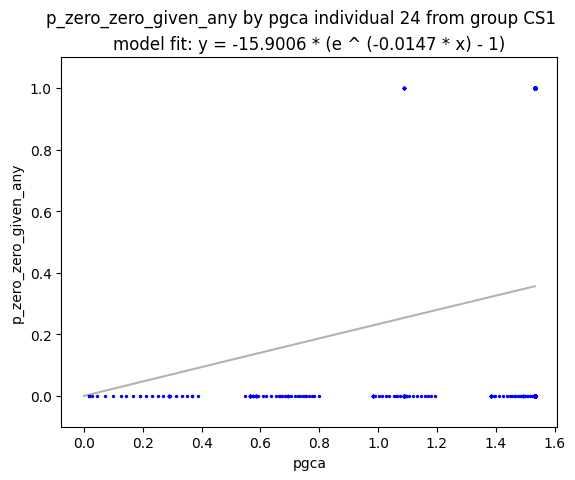 p_zero_zero_given_any by pgca individual 24 from group CS1
model fit: y = -15.9006 * (e ^ (-0.0147 * x) - 1)
1.0
0.8
0.6
0.4
0.2
0.0
p_zero_zero_given_any
0.0 0.2 0.4 0.6 0.8 1.0 1.2 1.4 1.6
pgca